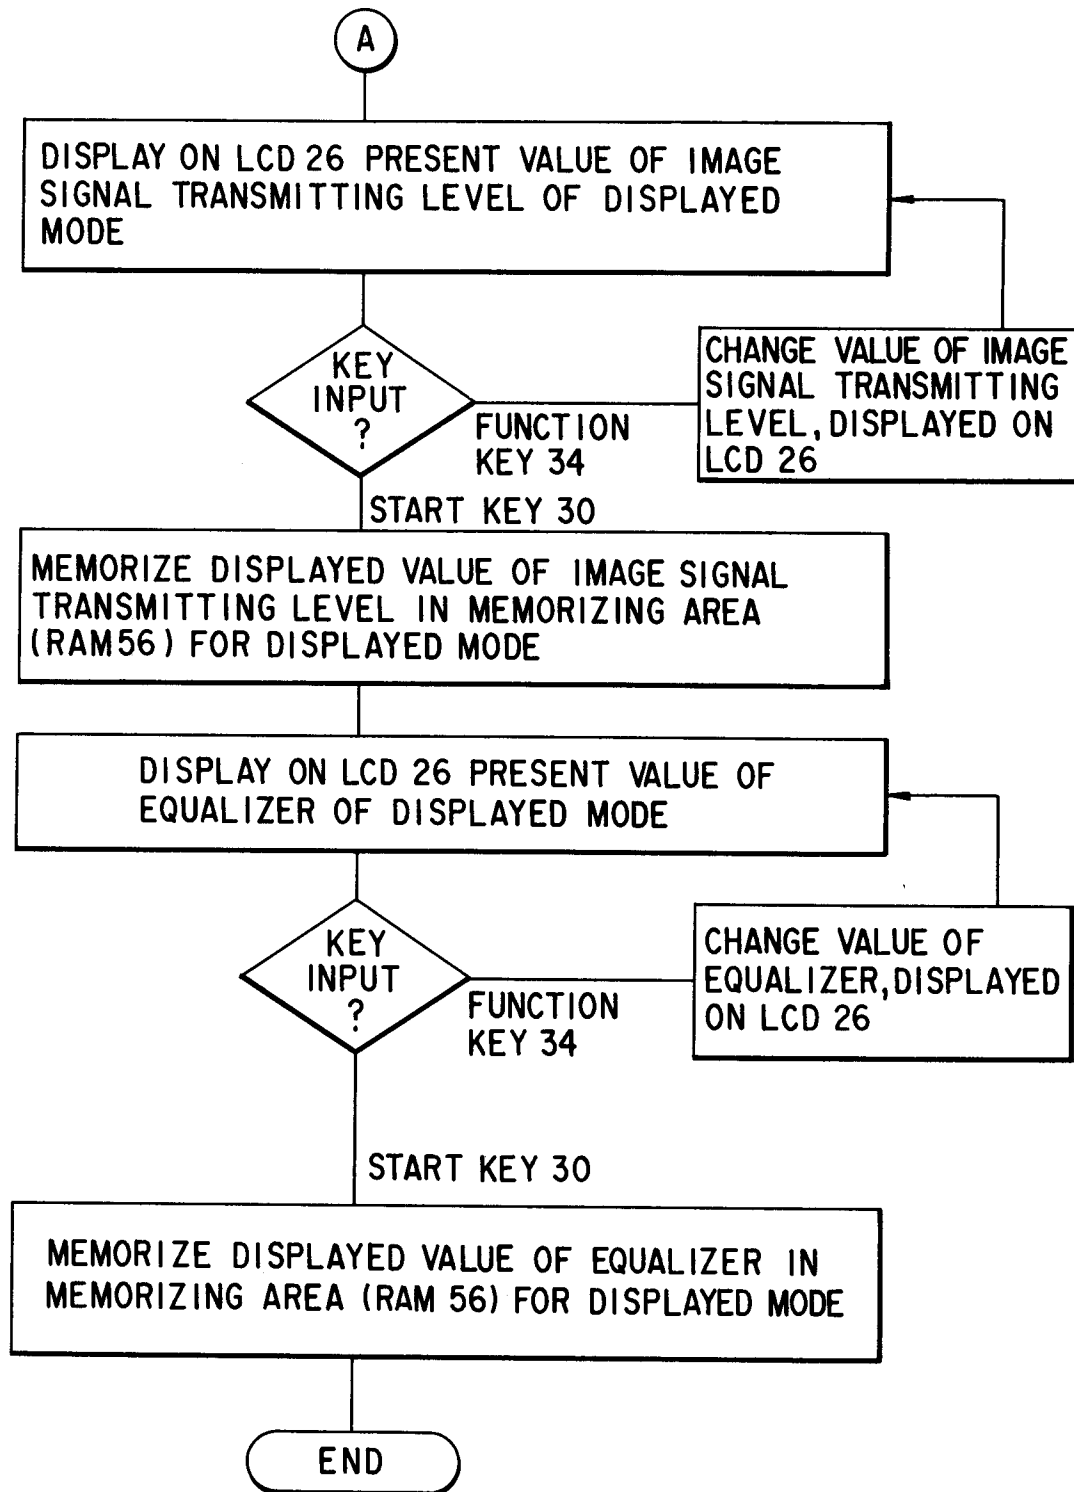 A
DISPLAY ON LCD 26 PRESENT VALUE OF IMAGE
SIGNAL TRANSMITTING LEVEL OF DISPLAYED
MODE
KEY
INPUT
?
FUNCTION
KEY 34
CHANGE VALUE OF IMAGE
SIGNAL TRANSMITTING
LEVEL, DISPLAYED ON
LCD 26
START KEY 30
MEMORIZE DISPLAYED VALUE OF IMAGE SIGNAL
TRANSMITTING LEVEL IN MEMORIZING AREA
(RAM56) FOR DISPLAYED MODE
DISPLAY ON LCD 26 PRESENT VALUE OF
EQUALIZER OF DISPLAYED MODE
KEY
INPUT
?
FUNCTION
KEY 34
CHANGE VALUE OF
EQUALIZER, DISPLAYED
ON LCD 26
START KEY 30
MEMORIZE DISPLAYED VALUE OF EQUALIZER IN
MEMORIZING AREA (RAM 56) FOR DISPLAYED MODE
END